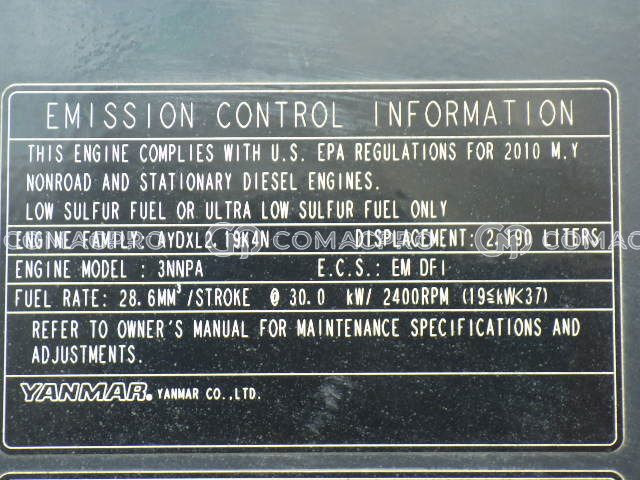 EMISSION CONTROL INFORMATION
THIS ENGINE COMPLIES WITH U.S. EPA REGULATIONS FOR 2010 M.Y
NONROAD AND STATIONARY DIESEL ENGINES.
LOW SULFUR FUEL OR ULTRA LOW SULFUR FUEL ONLY
ENGINE FAMILY: AYDXL2.19K4N DISPLACEMENT: 2.190 LITERS
COMACPRO COMACPRO
ENGINE MODEL : 3NNPA E.C.S.: EM DFI
FUEL RATE: 28.6MM³/STROKE @ 30.0 kW/ 2400RPM (19≦kW<37)
REFER TO OWNER'S MANUAL FOR MAINTENANCE SPECIFICATIONS AND
ADJUSTMENTS.
YANMAR. YANMAR CO.,LTD.